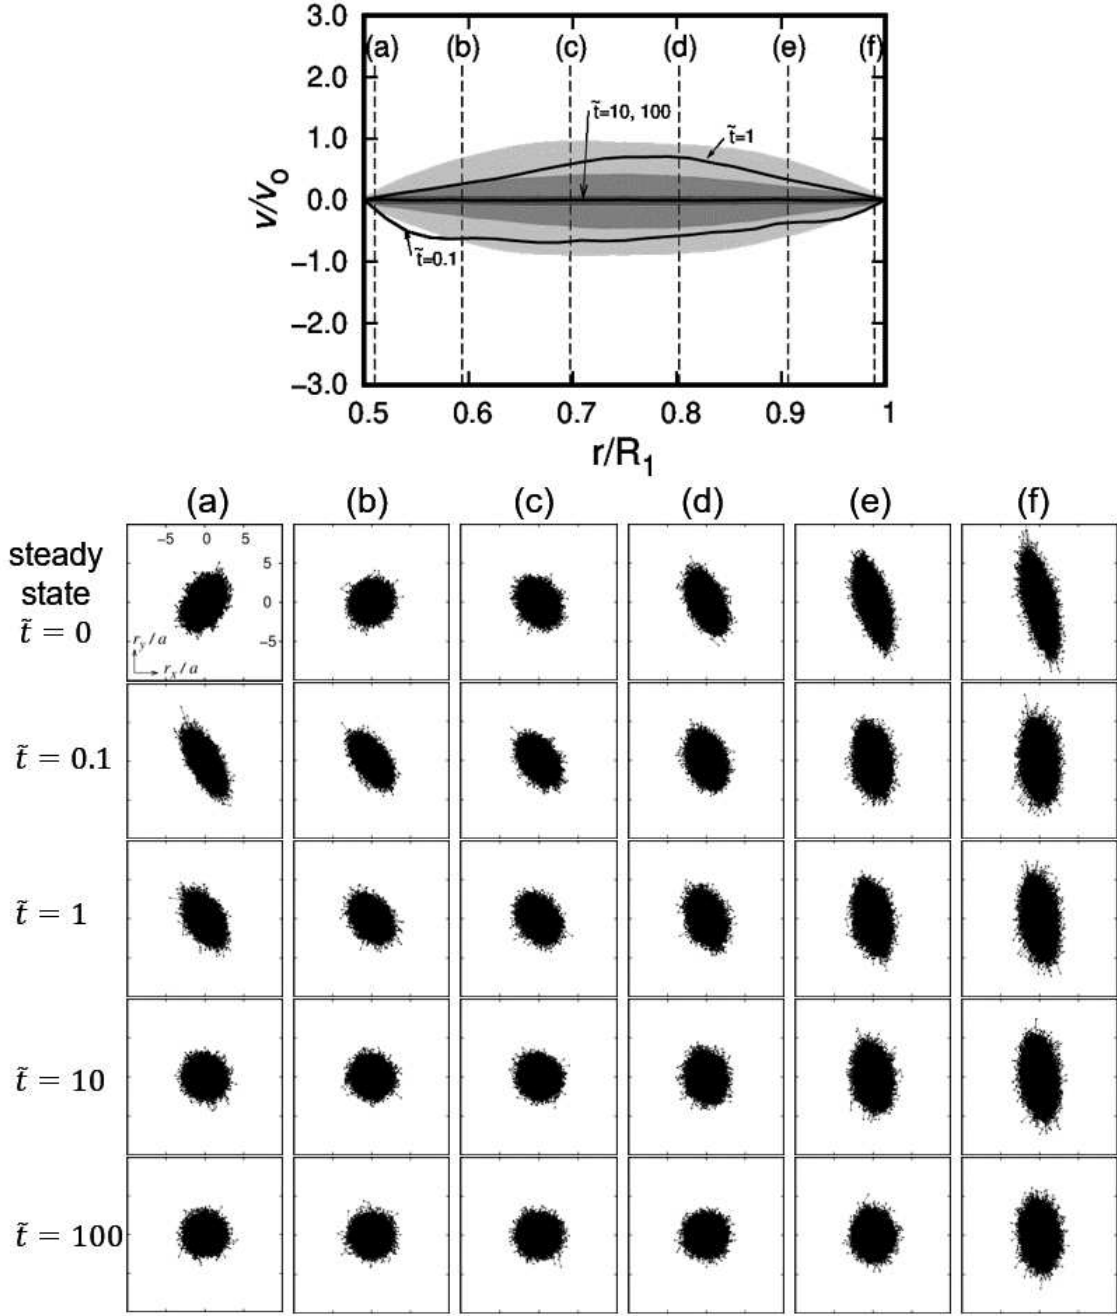 3.0
(a) (b) (c) (d) (e) (f)
2.0
t̃=10, 100
1.0
t̃=1
0.0
v/v₀
t̃=0.1
−1.0
−2.0
−3.0
0.5 0.6 0.7 0.8 0.9 1
r/R₁
(a) (b) (c) (d) (e) (f)
steady
state
t̃ = 0
−5 0 5
5
0
−5
r_y / a
r_x / a
t̃ = 0.1
t̃ = 1
t̃ = 10
t̃ = 100